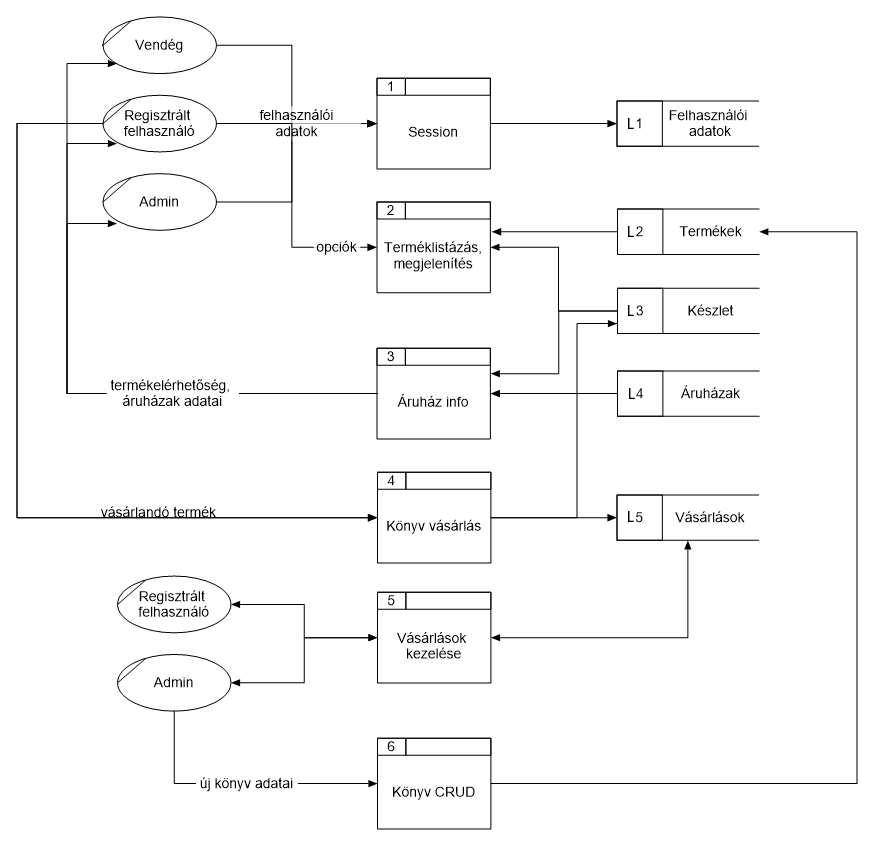 Vendég
Regisztrált
felhasználó
felhasználói
adatok
1
Session
L1
Felhasználói
adatok
Admin
opciók
2
Terméklistázás,
megjelenítés
L2
Termékek
L3
Készlet
termékelérhetőség,
áruházak adatai
3
Áruház info
L4
Áruházak
vásárlandó termék
4
Könyv vásárlás
L5
Vásárlások
Regisztrált
felhasználó
5
Vásárlások
kezelése
Admin
új könyv adatai
6
Könyv CRUD